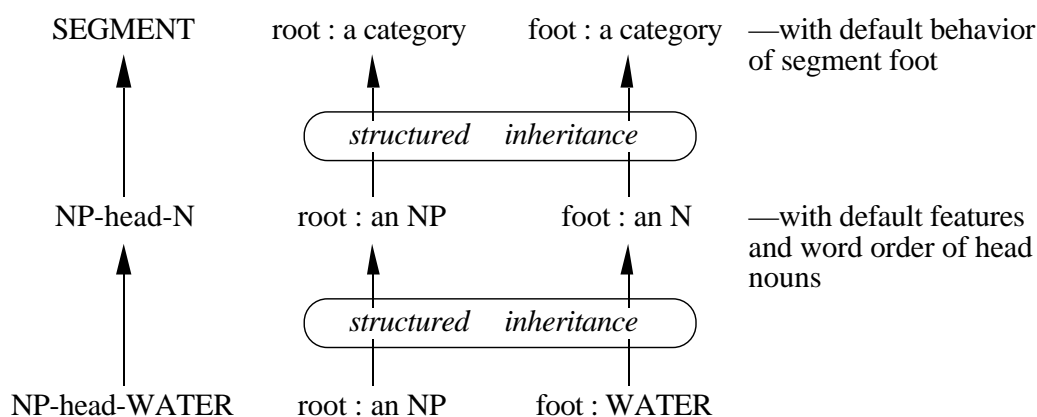 SEGMENT root : a category foot : a category —with default behavior
of segment foot
structured inheritance
NP-head-N root : an NP foot : an N —with default features
and word order of head
nouns
structured inheritance
NP-head-WATER root : an NP foot : WATER